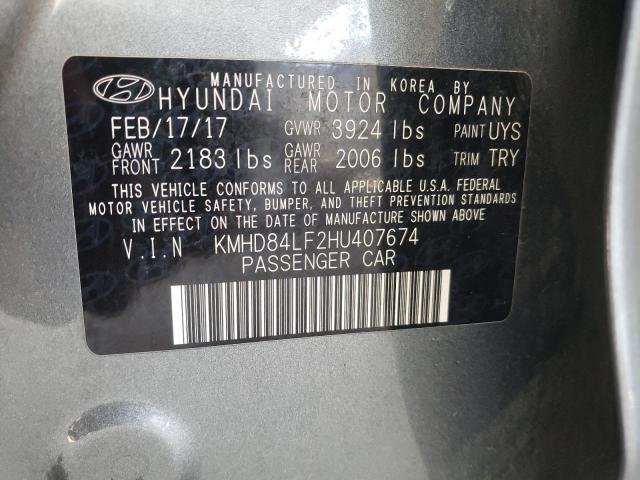 MANUFACTURED IN KOREA BY
HYUNDAI MOTOR COMPANY
FEB/17/17 GVWR 3924 lbs PAINT UYS
GAWR FRONT 2183 lbs GAWR REAR 2006 lbs TRIM TRY
THIS VEHICLE CONFORMS TO ALL APPLICABLE U.S.A. FEDERAL
MOTOR VEHICLE SAFETY, BUMPER, AND THEFT PREVENTION STANDARDS
IN EFFECT ON THE DATE OF MANUFACTURE SHOWN ABOVE
V.I.N KMHD84LF2HU407674
PASSENGER CAR